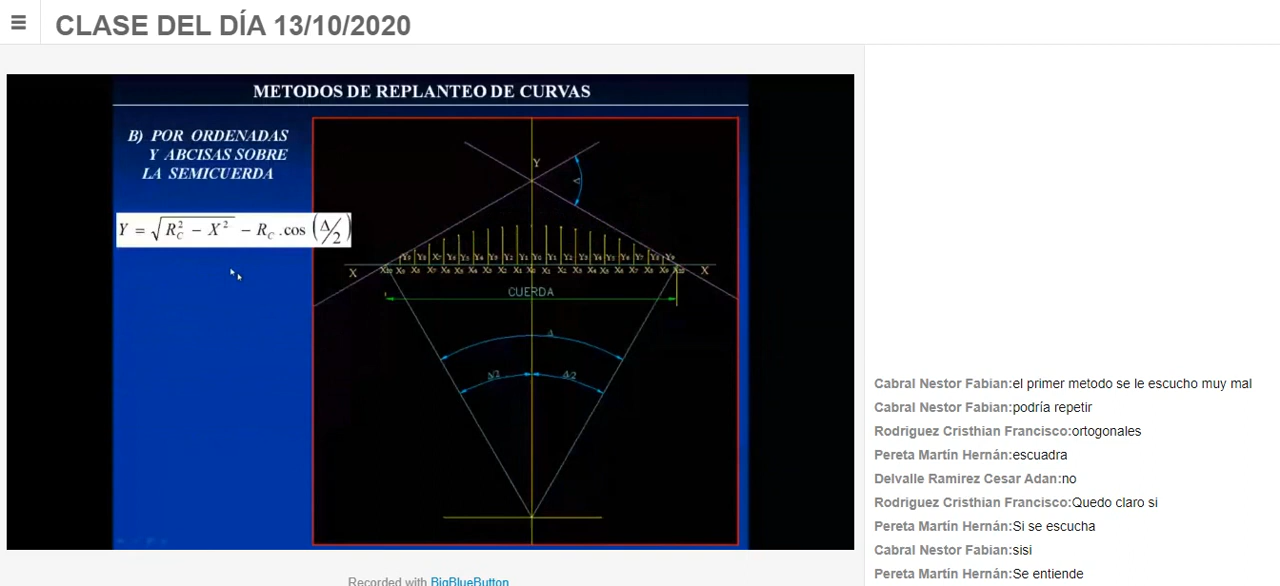 CLASE DEL DÍA 13/10/2020
METODOS DE REPLANTEO DE CURVAS
B) POR ORDENADAS
Y ABCISAS SOBRE
LA SEMICUERDA
Y = √(R_C² − X²) − R_C .cos (Δ/2)
Y
Δ
X
X
CUERDA
Δ
Δ/2
Δ/2
Recorded with BigBlueButton
Cabral Nestor Fabian:el primer metodo se le escucho muy mal
Cabral Nestor Fabian:podría repetir
Rodriguez Cristhian Francisco:ortogonales
Pereta Martín Hernán:escuadra
Delvalle Ramirez Cesar Adan:no
Rodriguez Cristhian Francisco:Quedo claro si
Pereta Martín Hernán:Si se escucha
Cabral Nestor Fabian:sisi
Pereta Martín Hernán:Se entiende